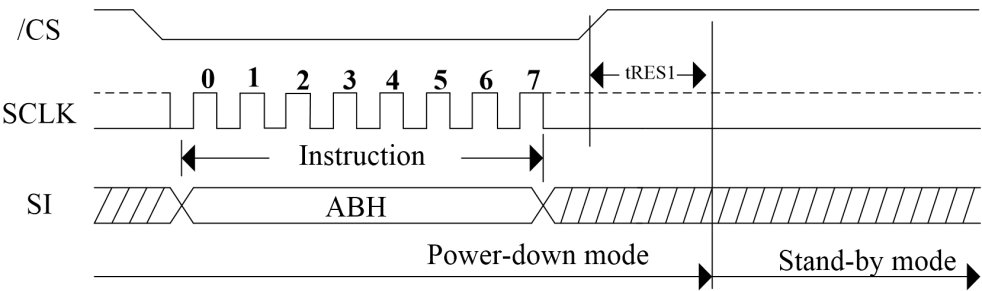 /CS
tRES1
0 1 2 3 4 5 6 7
SCLK
Instruction
SI
ABH
Power-down mode
Stand-by mode